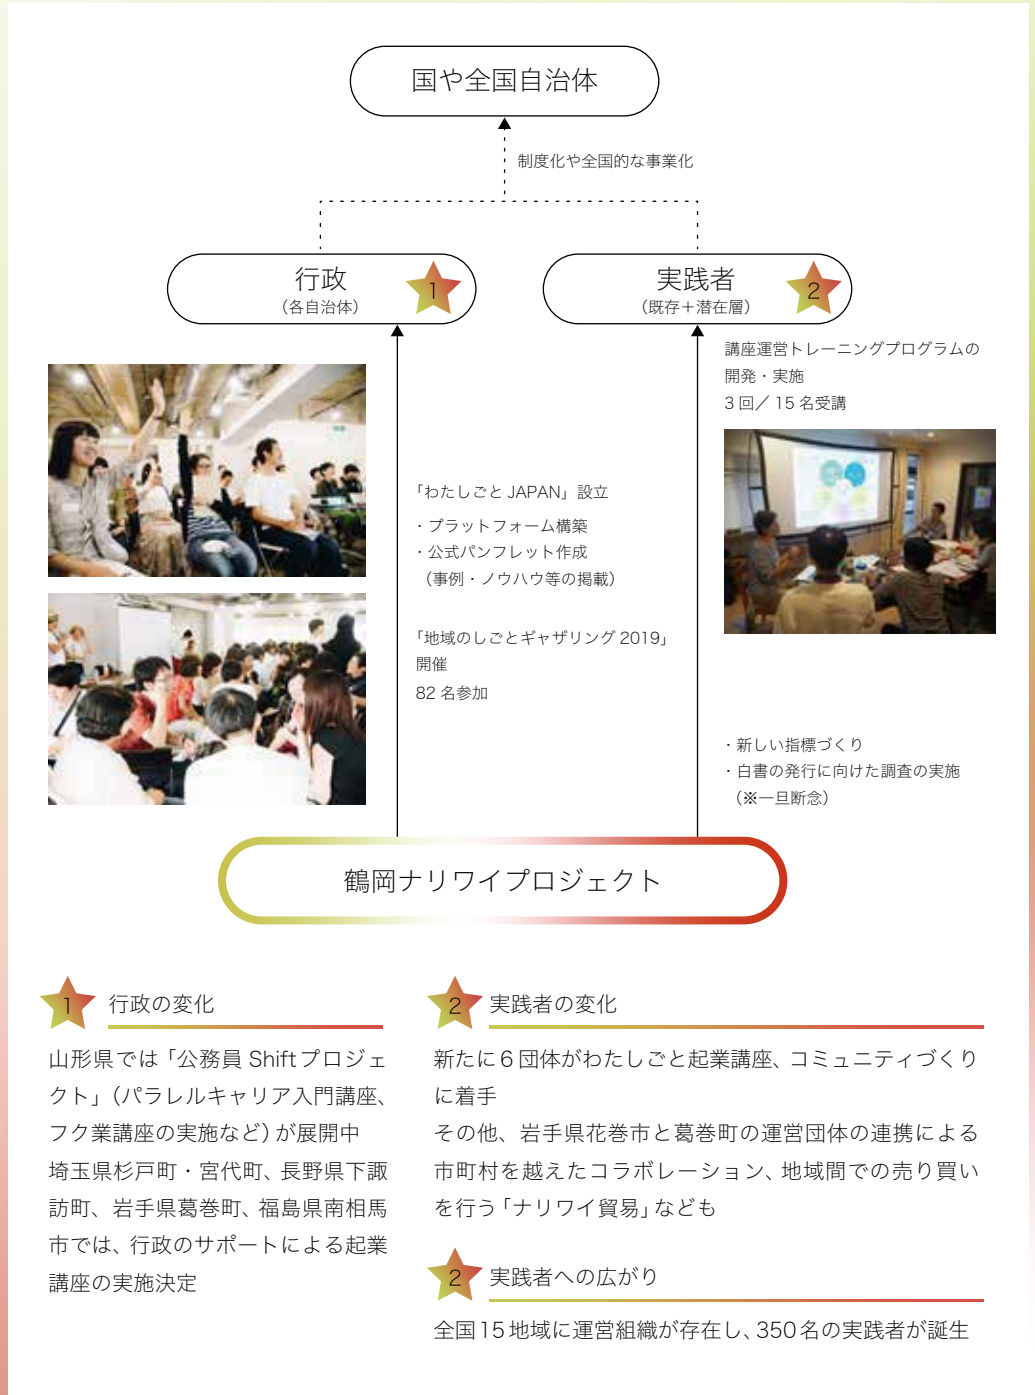 国や全国自治体
制度化や全国的な事業化
行政
（各自治体）
1
実践者
（既存＋潜在層）
2
講座運営トレーニングプログラムの
開発・実施
3 回／ 15 名受講
「わたしごと JAPAN」設立
・プラットフォーム構築
・公式パンフレット作成
（事例・ノウハウ等の掲載）
「地域のしごとギャザリング 2019」
開催
82 名参加
・新しい指標づくり
・白書の発行に向けた調査の実施
（※一旦断念）
鶴岡ナリワイプロジェクト
1 行政の変化
山形県では「公務員 Shiftプロジェ
クト」（パラレルキャリア入門講座、
フク業講座の実施など）が展開中
埼玉県杉戸町・宮代町、長野県下諏
訪町、岩手県葛巻町、福島県南相馬
市では、行政のサポートによる起業
講座の実施決定
2 実践者の変化
新たに6 団体がわたしごと起業講座、コミュニティづくり
に着手
その他、岩手県花巻市と葛巻町の運営団体の連携による
市町村を越えたコラボレーション、地域間での売り買い
を行う「ナリワイ貿易」なども
2 実践者への広がり
全国15地域に運営組織が存在し、350名の実践者が誕生